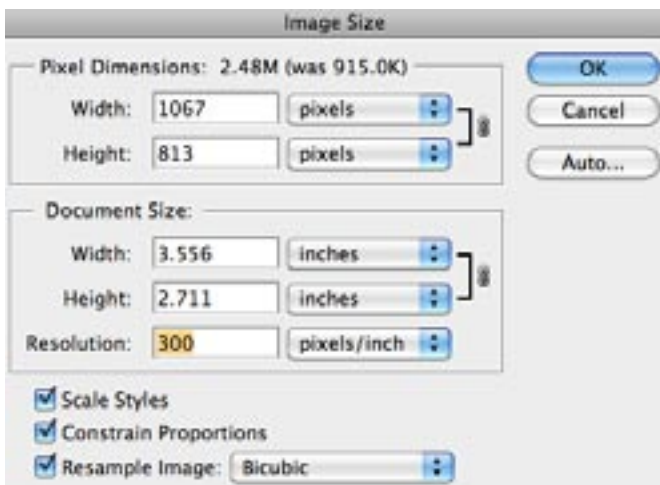 Image Size
Pixel Dimensions: 2.48M (was 915.0K)
OK
Width: 1067 pixels
Cancel
Height: 813 pixels
Auto...
Document Size:
Width: 3.556 inches
Height: 2.711 inches
Resolution: 300 pixels/inch
Scale Styles
Constrain Proportions
Resample Image: Bicubic